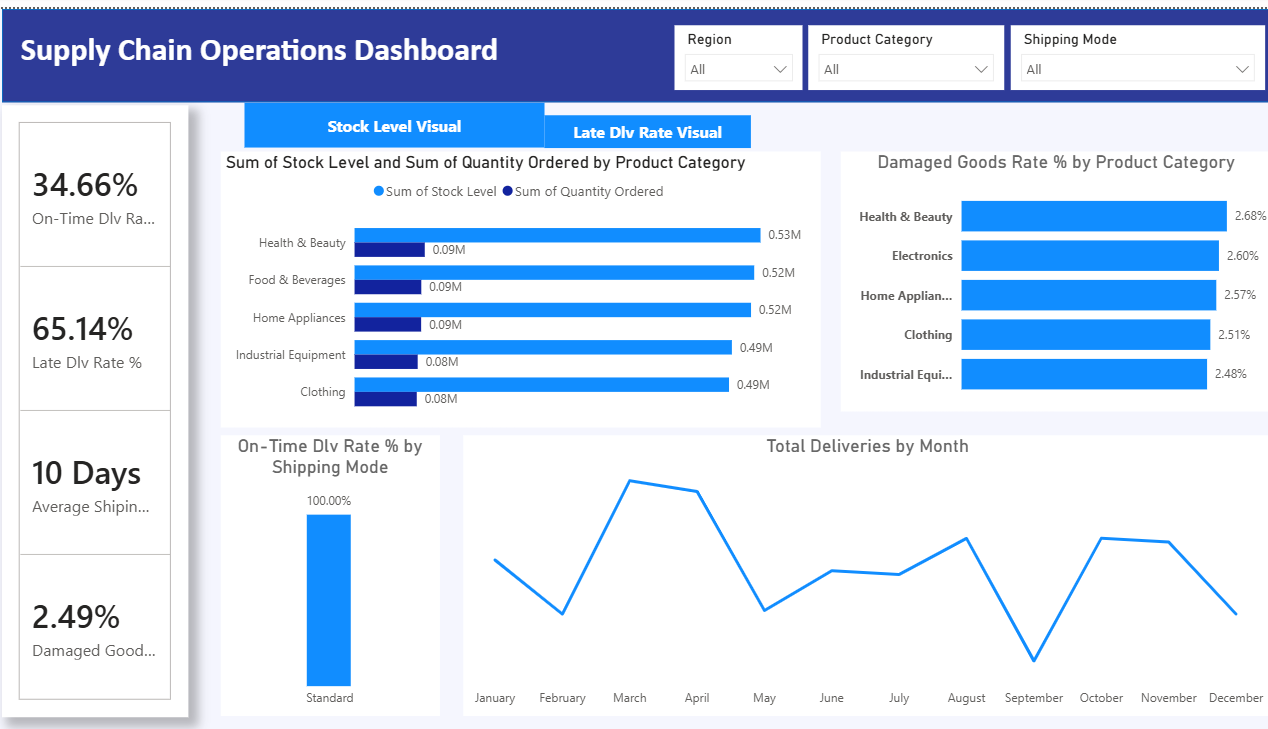 Supply Chain Operations Dashboard
Region
All
Product Category
All
Shipping Mode
All
34.66%
On-Time Dlv Ra...
65.14%
Late Dlv Rate %
10 Days
Average Shipin...
2.49%
Damaged Good...
Stock Level Visual
Late Dlv Rate Visual
Sum of Stock Level and Sum of Quantity Ordered by Product Category
Sum of Stock Level Sum of Quantity Ordered
Health & Beauty 0.53M
0.09M
Food & Beverages 0.52M
0.09M
Home Appliances 0.52M
0.09M
Industrial Equipment 0.49M
0.08M
Clothing 0.49M
0.08M
Damaged Goods Rate % by Product Category
Health & Beauty 2.68%
Electronics 2.60%
Home Applian... 2.57%
Clothing 2.51%
Industrial Equi... 2.48%
On-Time Dlv Rate % by
Shipping Mode
100.00%
Standard
Total Deliveries by Month
January February March April May June July August September October November December